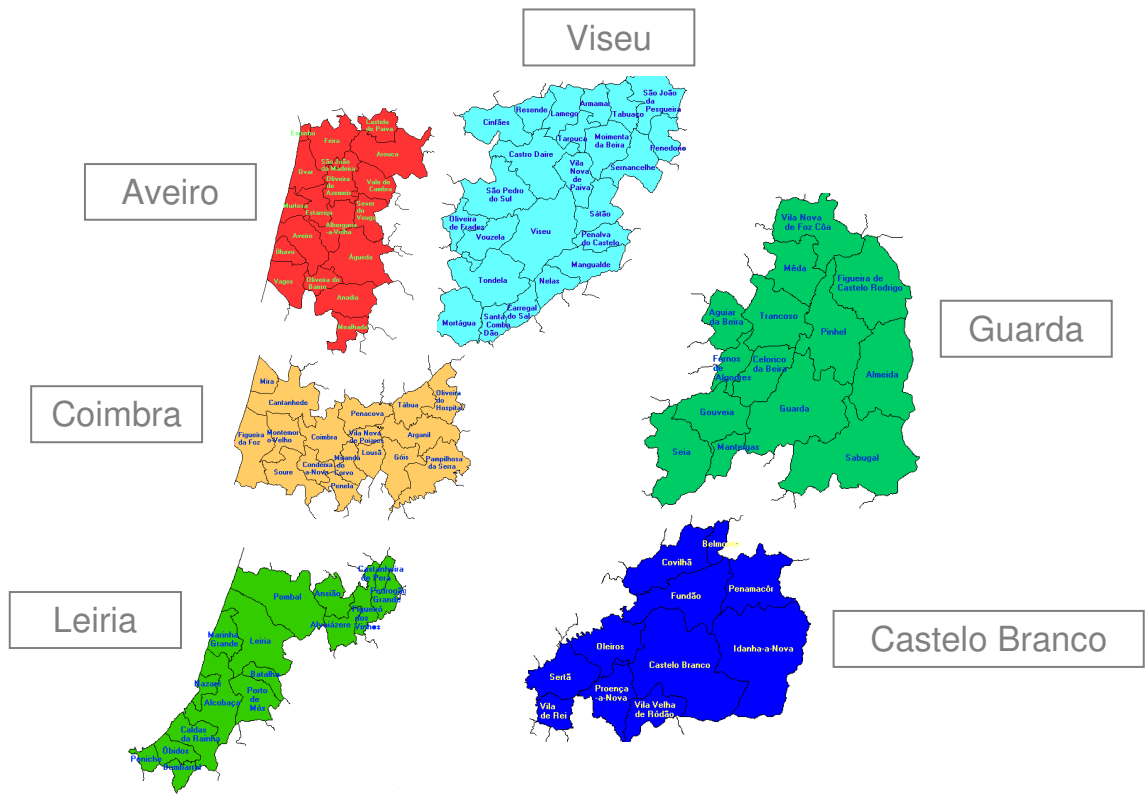 Viseu
São João
da
Pesqueira
Armamar
Resende
Lamego
Tabuaço
Cinfães
Tarouca
Moimenta
da Beira
Penedono
Castro Daire
Vila
Nova
de Paiva
Sernancelhe
São Pedro
do Sul
Oliveira
de Frades
Vouzela
Viseu
Sátão
Penalva
do Castelo
Mangualde
Tondela
Nelas
Carregal
do Sal
Santa
Comba
Dão
Mortágua
Aveiro
Castelo
de Paiva
Espinho
Feira
Arouca
São João
da Madeira
Ovar
Oliveira
de
Azemeis
Vale de
Cambra
Murtosa
Estarreja
Sever
do Vouga
Albergaria
-a-Velha
Aveiro
Ílhavo
Águeda
Vagos
Oliveira do
Bairro
Anadia
Mealhada
Guarda
Vila Nova
de Foz Côa
Mêda
Figueira de
Castelo Rodrigo
Aguiar
da Beira
Trancoso
Pinhel
Fornos
de
Algodres
Celorico
da Beira
Almeida
Gouveia
Guarda
Seia
Manteigas
Sabugal
Coimbra
Mira
Cantanhede
Oliveira
do
Hospital
Tábua
Penacova
Figueira
da Foz
Montemor
o-Velho
Coimbra
Vila Nova
de Poiares
Arganil
Lousã
Góis
Miranda
do
Corvo
Condeixa
-a-Nova
Soure
Pampilhosa
da Serra
Penela
Leiria
Castanheira
de Pera
Pedrogão
Grande
Pombal
Ansião
Figueiró
dos
Vinhos
Alvaiázere
Marinha
Grande
Leiria
Batalha
Nazaré
Porto
de
Mós
Alcobaça
Caldas
da Rainha
Óbidos
Peniche
Bombarral
Castelo Branco
Belmonte
Covilhã
Fundão
Penamacôr
Oleiros
Castelo Branco
Idanha-a-Nova
Sertã
Proença
-a-Nova
Vila
de Rei
Vila Velha
de Ródão